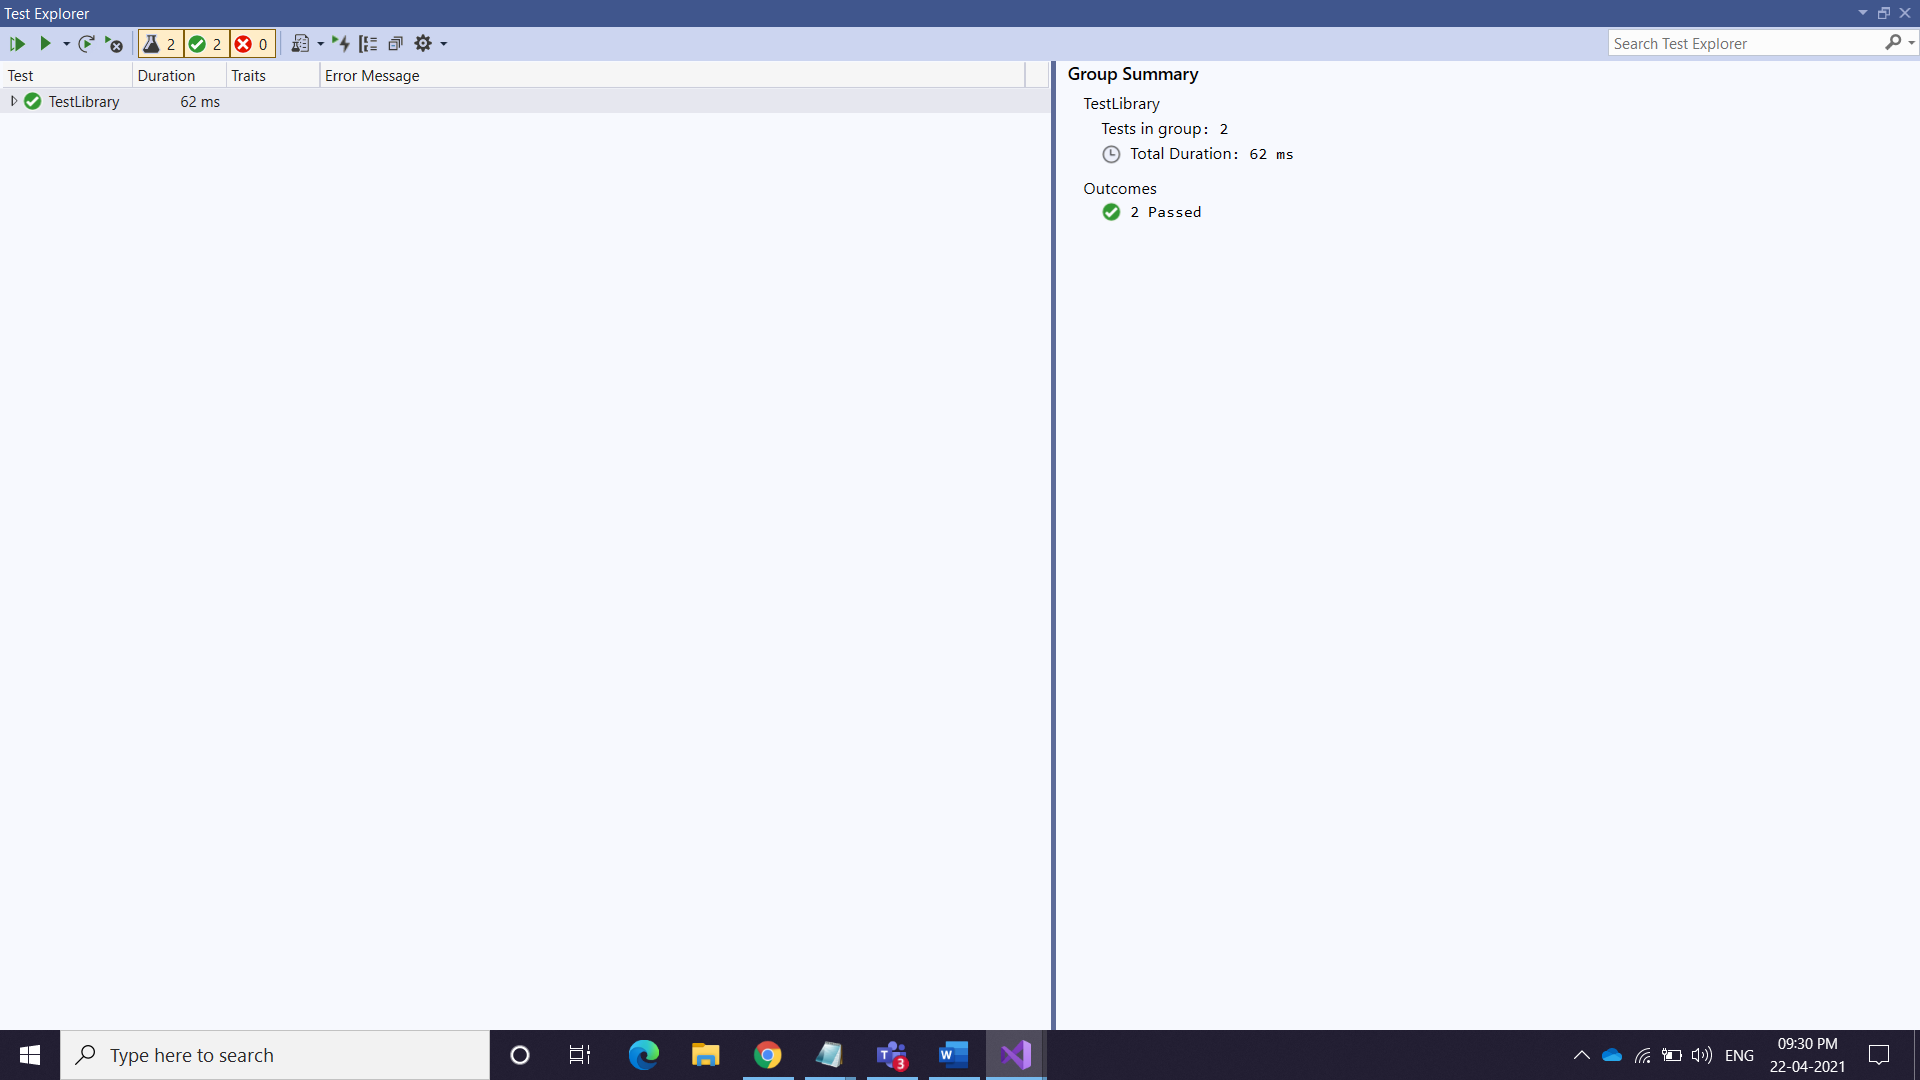 Test Explorer
2 2 0
Search Test Explorer
Test Duration Traits Error Message
TestLibrary 62 ms
Group Summary
TestLibrary
Tests in group: 2
Total Duration: 62 ms
Outcomes
2 Passed
Type here to search
T 3
W
ENG
09:30 PM
22-04-2021